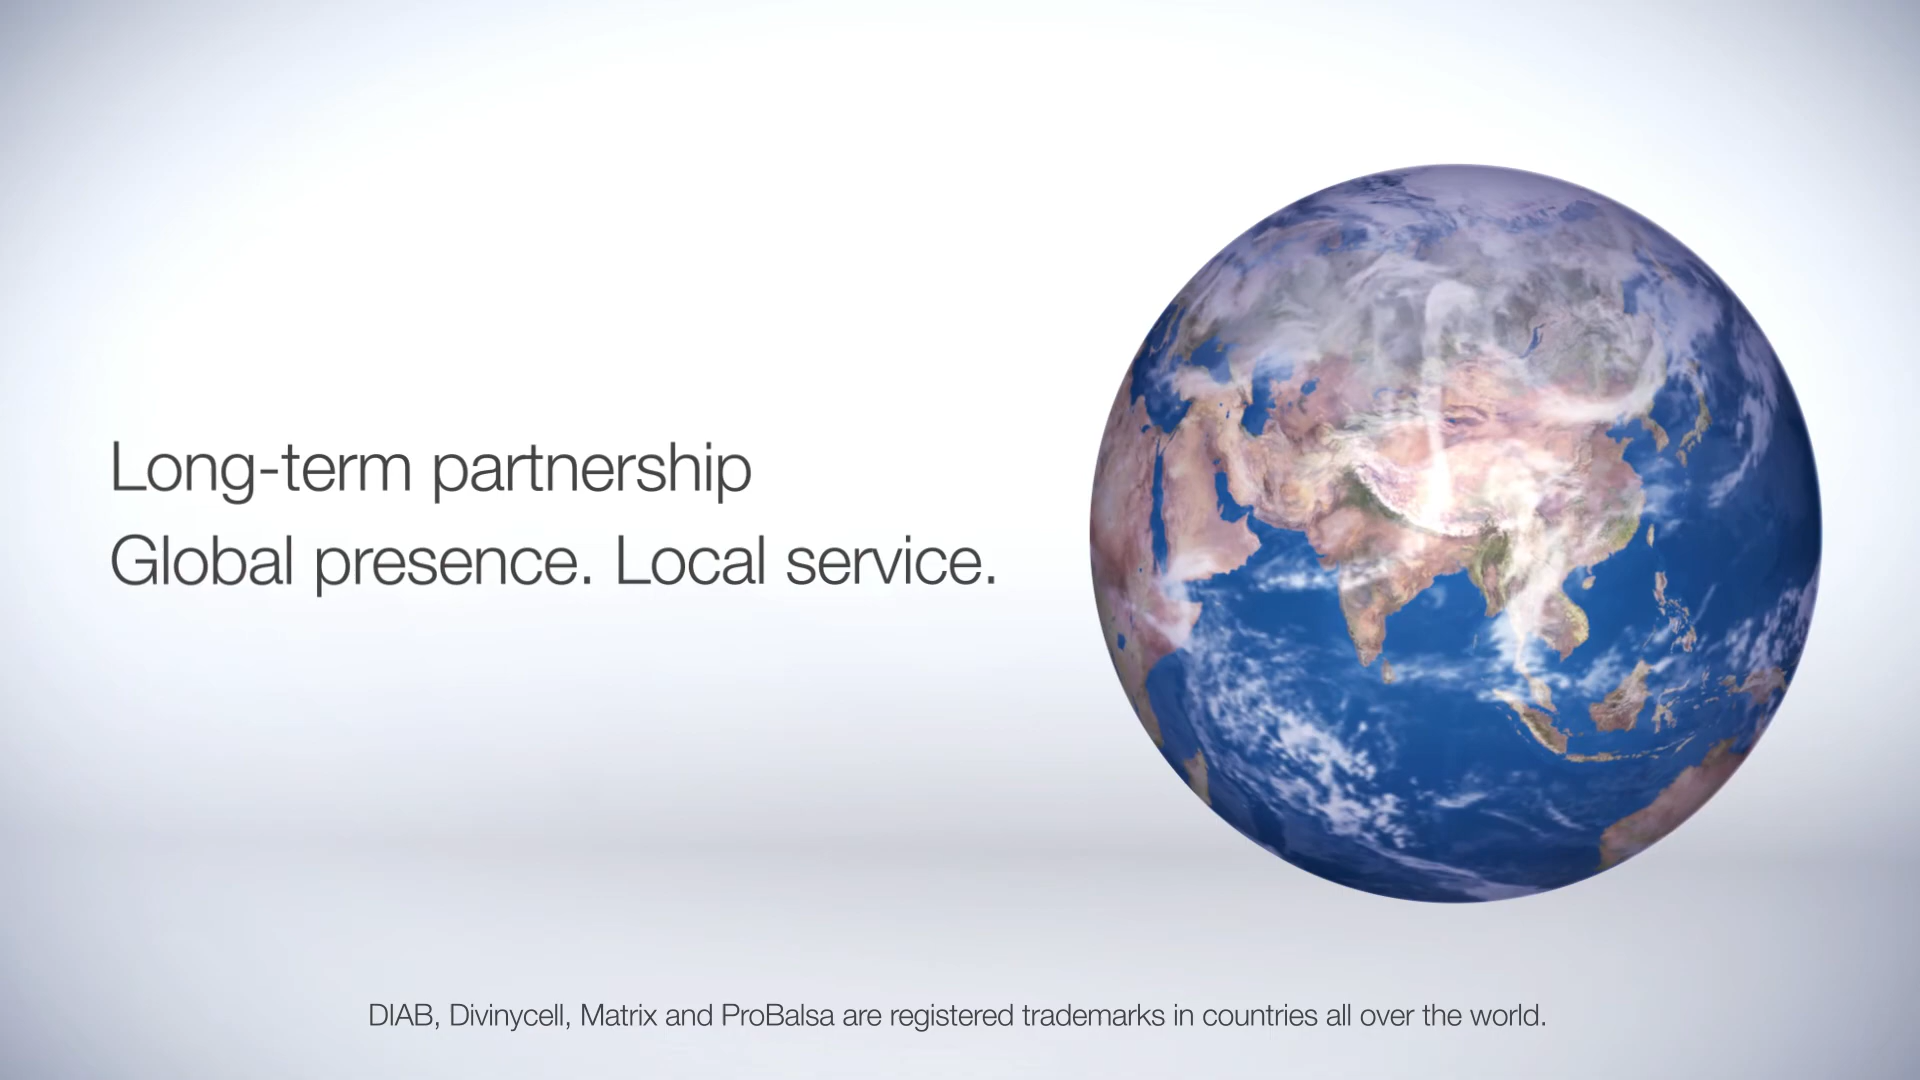 Long-term partnership
Global presence. Local service.
DIAB, Divinycell, Matrix and ProBalsa are registered trademarks in countries all over the world.